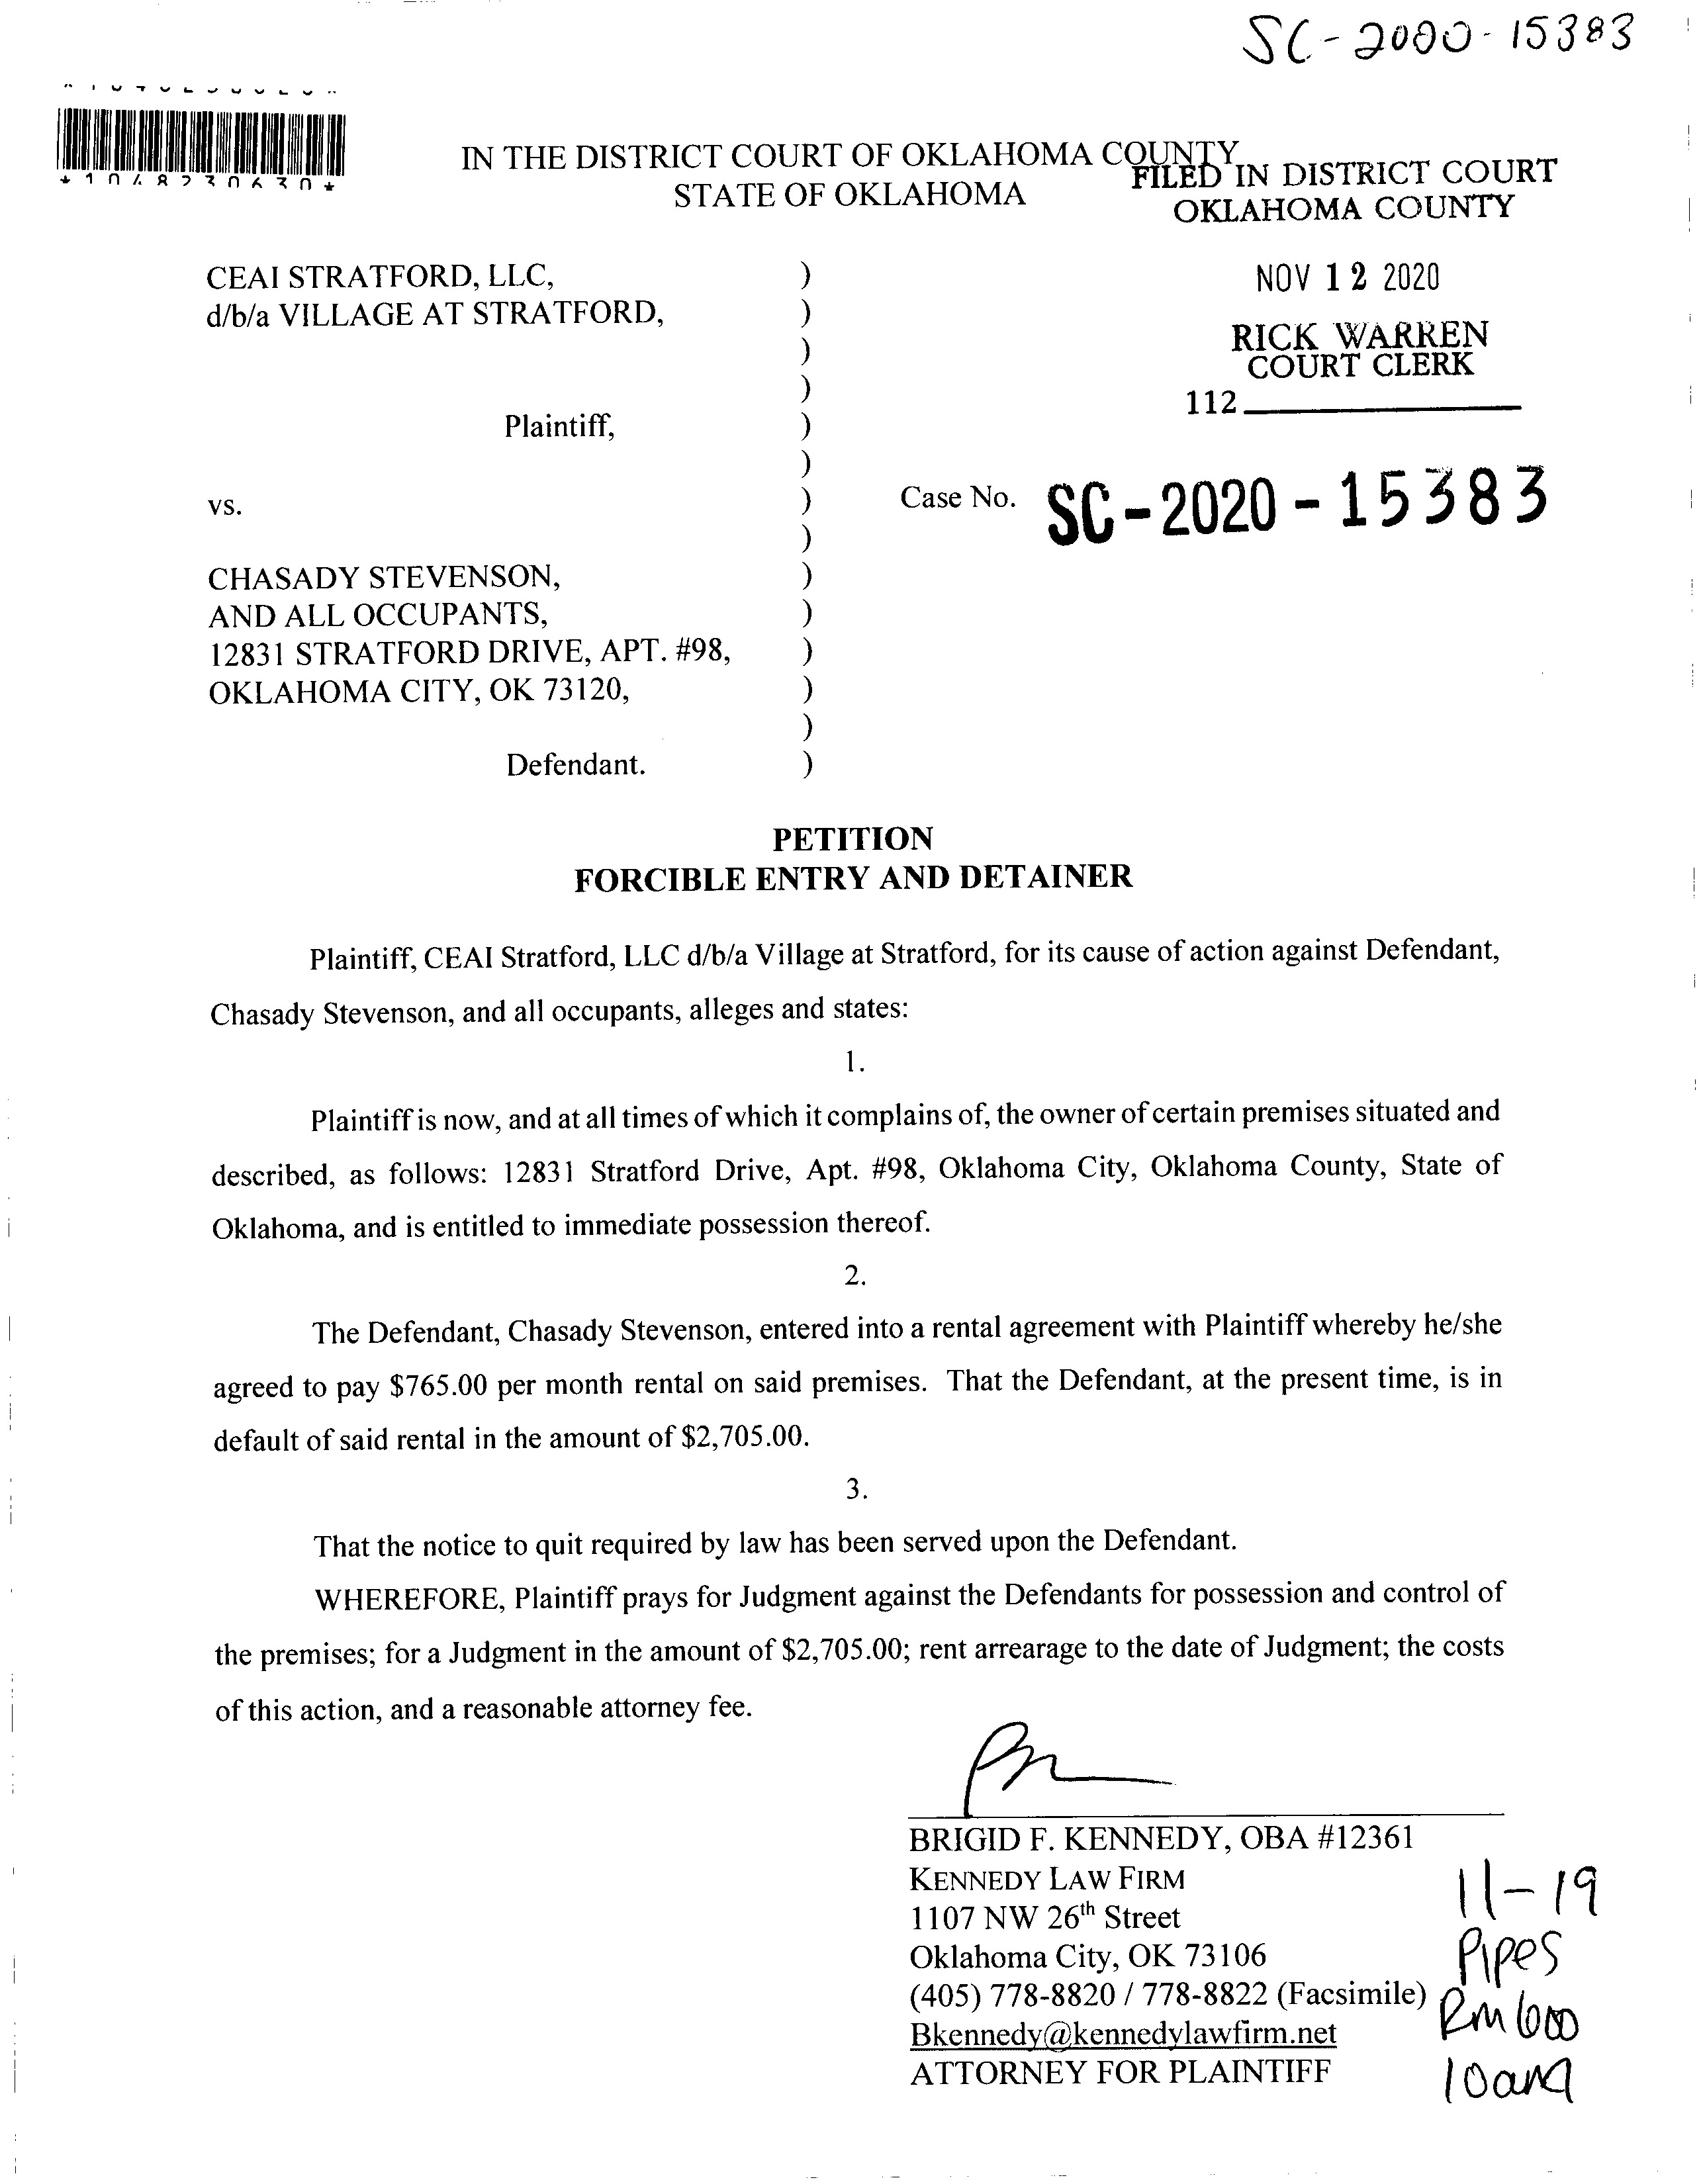 SC-2000-15383
*1048230630*
IN THE DISTRICT COURT OF OKLAHOMA COUNTY
STATE OF OKLAHOMA
FILED IN DISTRICT COURT
OKLAHOMA COUNTY
NOV 12 2020
RICK WARREN
COURT CLERK
112
CEAI STRATFORD, LLC, )
d/b/a VILLAGE AT STRATFORD, )
)
)
Plaintiff, )
)
vs. ) Case No. SC-2020-15383
)
CHASADY STEVENSON, )
AND ALL OCCUPANTS, )
12831 STRATFORD DRIVE, APT. #98, )
OKLAHOMA CITY, OK 73120, )
)
Defendant. )
PETITION
FORCIBLE ENTRY AND DETAINER
Plaintiff, CEAI Stratford, LLC d/b/a Village at Stratford, for its cause of action against Defendant,
Chasady Stevenson, and all occupants, alleges and states:
1.
Plaintiff is now, and at all times of which it complains of, the owner of certain premises situated and
described, as follows: 12831 Stratford Drive, Apt. #98, Oklahoma City, Oklahoma County, State of
Oklahoma, and is entitled to immediate possession thereof.
2.
The Defendant, Chasady Stevenson, entered into a rental agreement with Plaintiff whereby he/she
agreed to pay $765.00 per month rental on said premises. That the Defendant, at the present time, is in
default of said rental in the amount of $2,705.00.
3.
That the notice to quit required by law has been served upon the Defendant.
WHEREFORE, Plaintiff prays for Judgment against the Defendants for possession and control of
the premises; for a Judgment in the amount of $2,705.00; rent arrearage to the date of Judgment; the costs
of this action, and a reasonable attorney fee.
BRIGID F. KENNEDY, OBA #12361
KENNEDY LAW FIRM
1107 NW 26th Street
Oklahoma City, OK 73106
(405) 778-8820 / 778-8822 (Facsimile)
Bkennedy@kennedylawfirm.net
ATTORNEY FOR PLAINTIFF
11-19
Pipes
Rm 600
10am